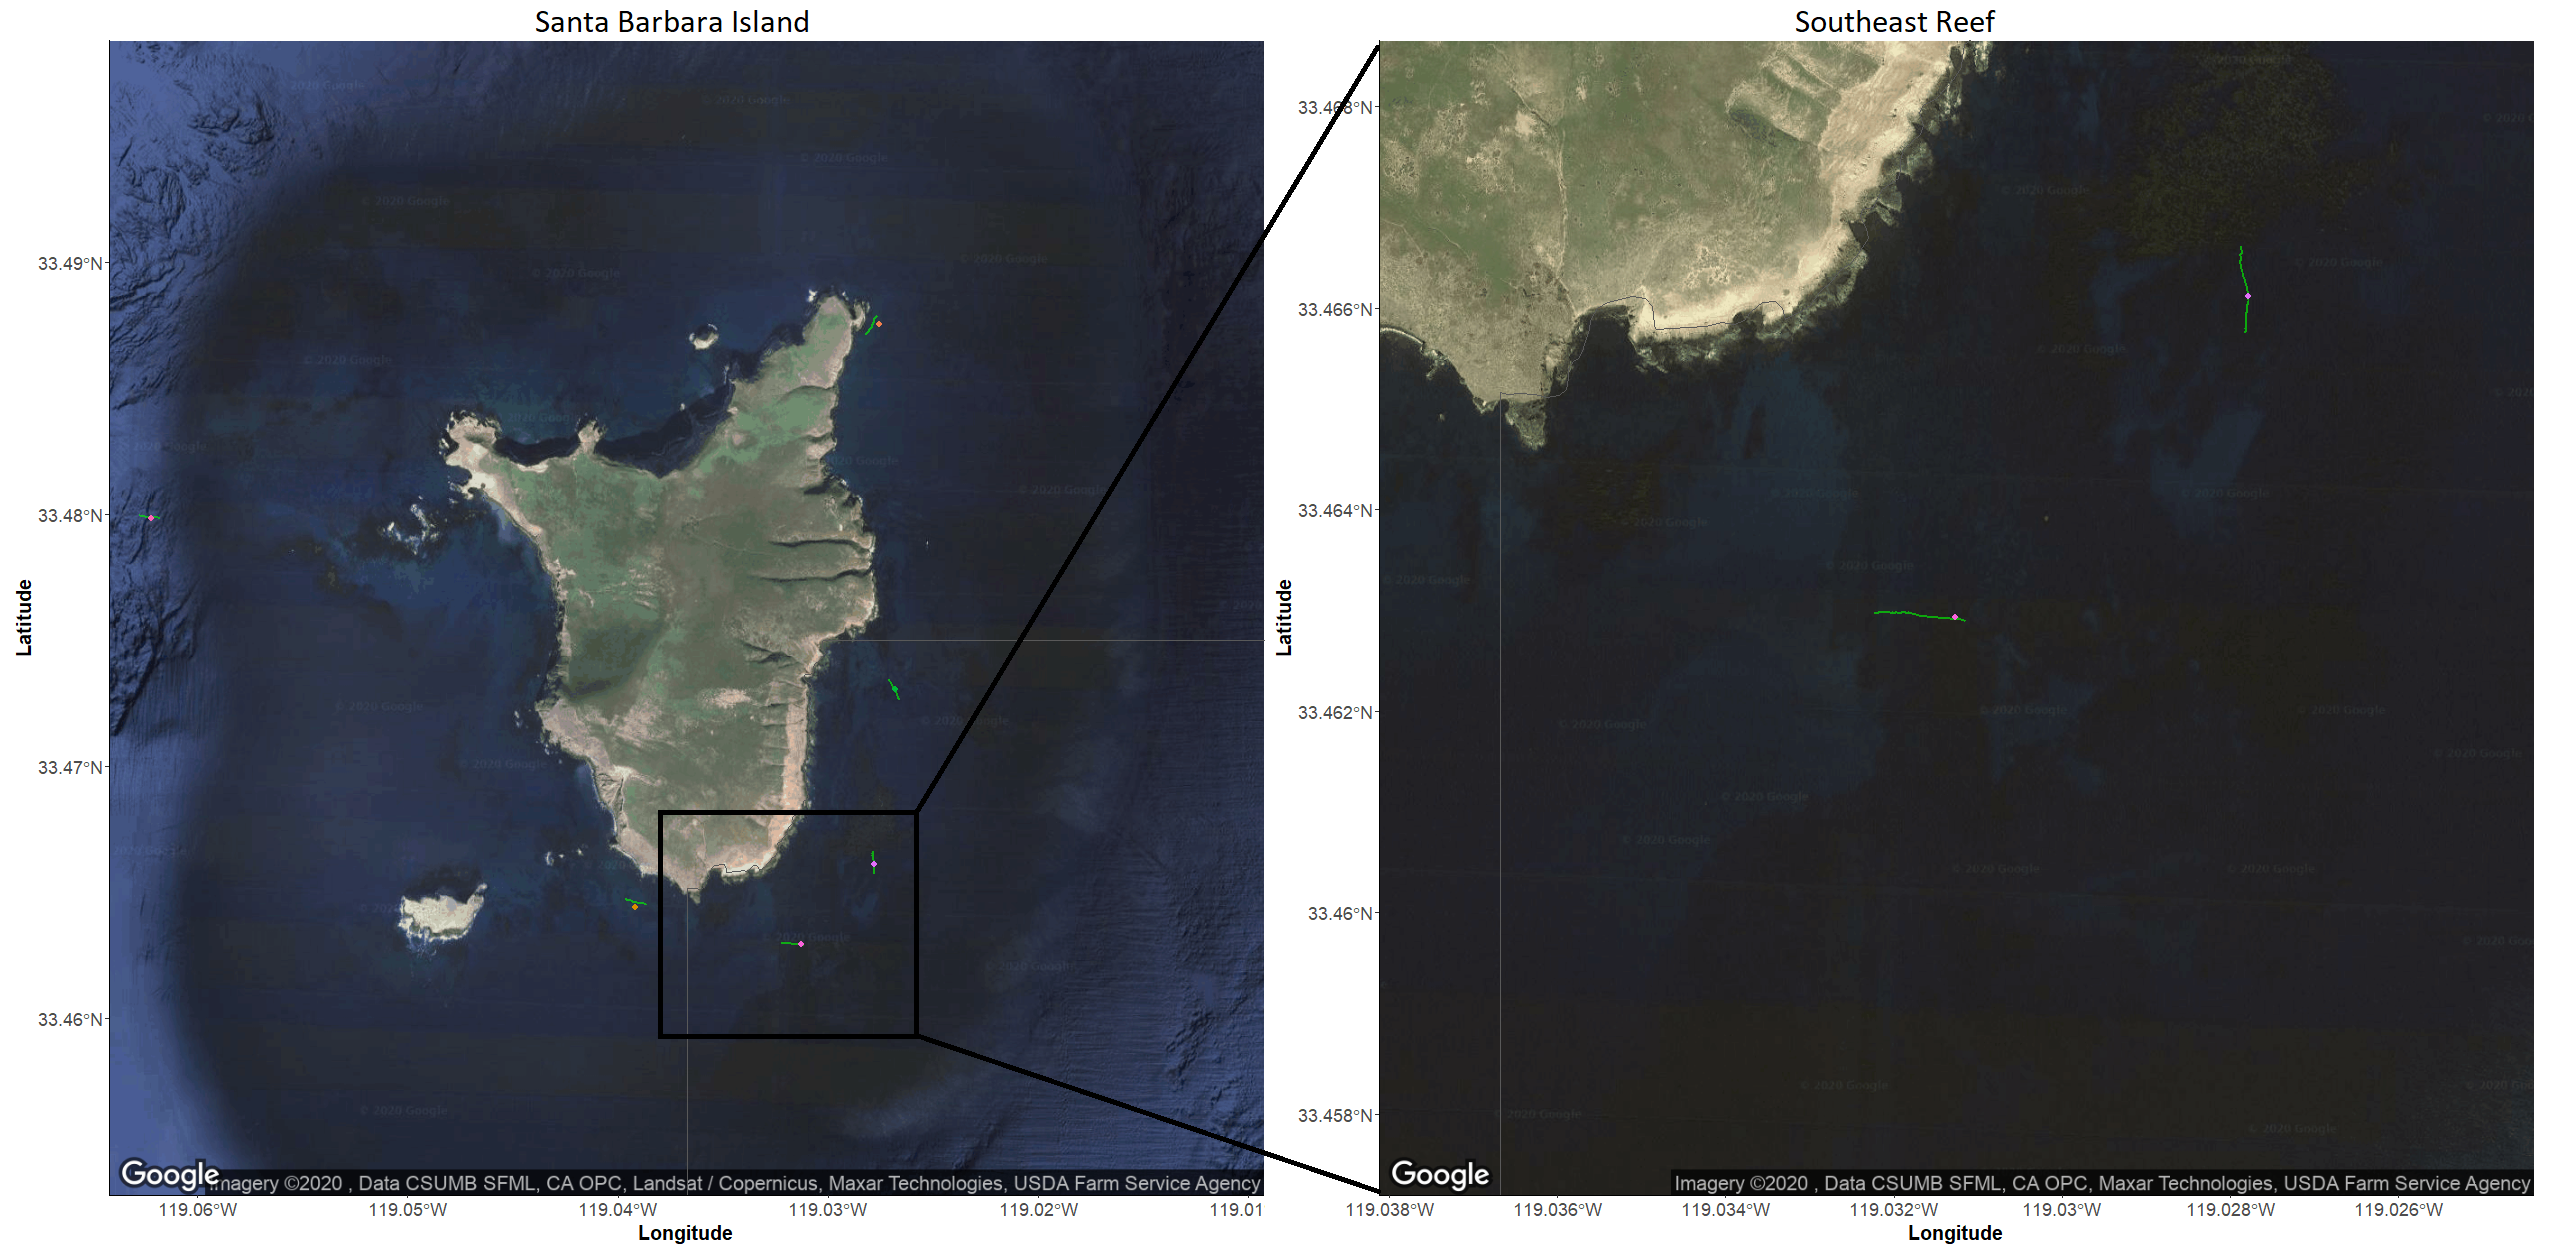 Santa Barbara Island
Southeast Reef
33.49°N
33.48°N
33.47°N
33.46°N
Latitude
119.06°W
119.05°W
119.04°W
119.03°W
119.02°W
119.01
Longitude
Google
Imagery ©2020 , Data CSUMB SFML, CA OPC, Landsat / Copernicus, Maxar Technologies, USDA Farm Service Agency
33.468°N
33.466°N
33.464°N
33.462°N
33.46°N
33.458°N
Latitude
119.038°W
119.036°W
119.034°W
119.032°W
119.03°W
119.028°W
119.026°W
Longitude
Google
Imagery ©2020 , Data CSUMB SFML, CA OPC, Maxar Technologies, USDA Farm Service Agency
© 2020 Google